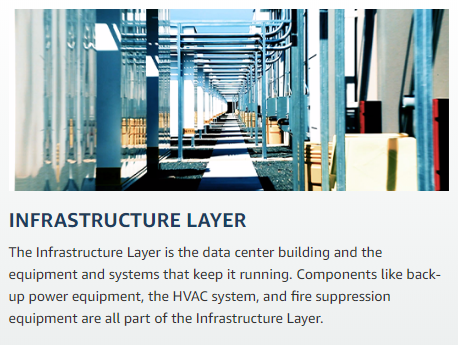 INFRASTRUCTURE LAYER
The Infrastructure Layer is the data center building and the
equipment and systems that keep it running. Components like back-
up power equipment, the HVAC system, and fire suppression
equipment are all part of the Infrastructure Layer.